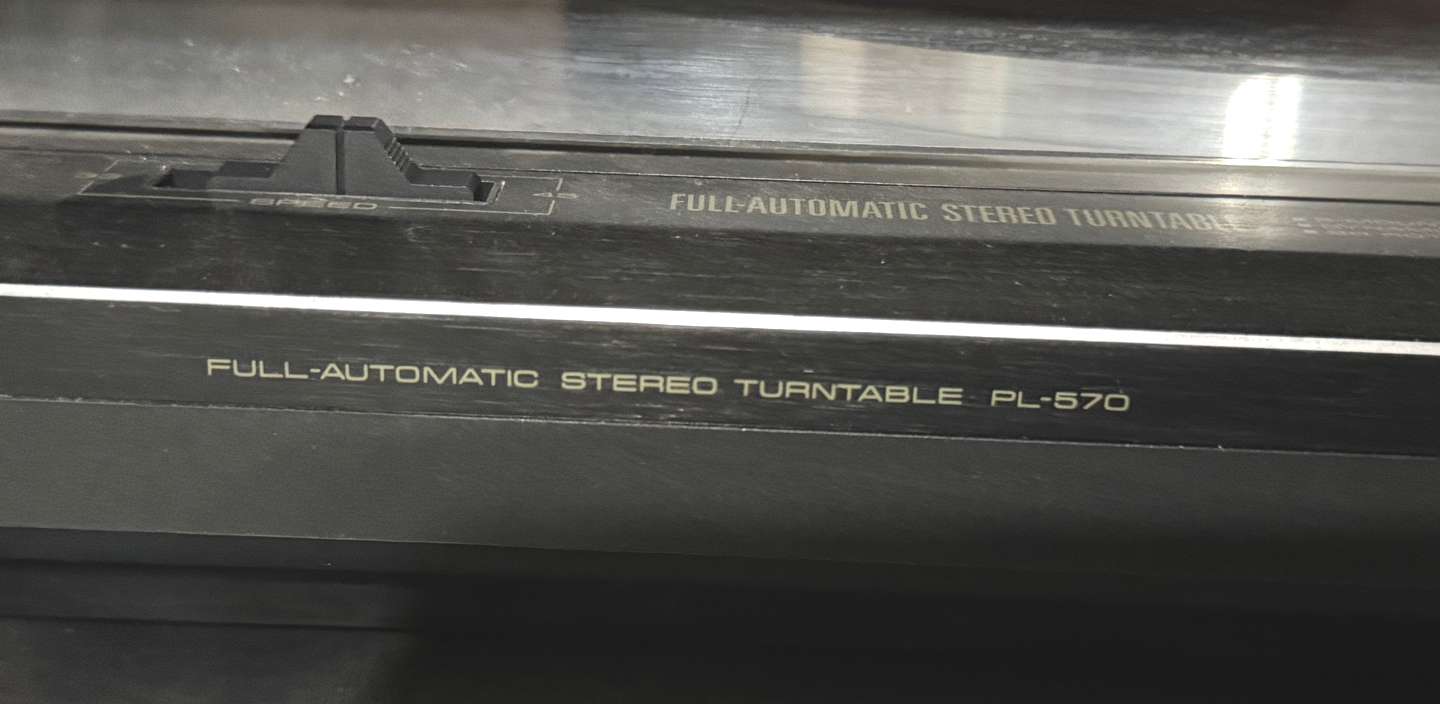 SPEED
FULL-AUTOMATIC STEREO TURNTABLE
FULL-AUTOMATIC STEREO TURNTABLE PL-570